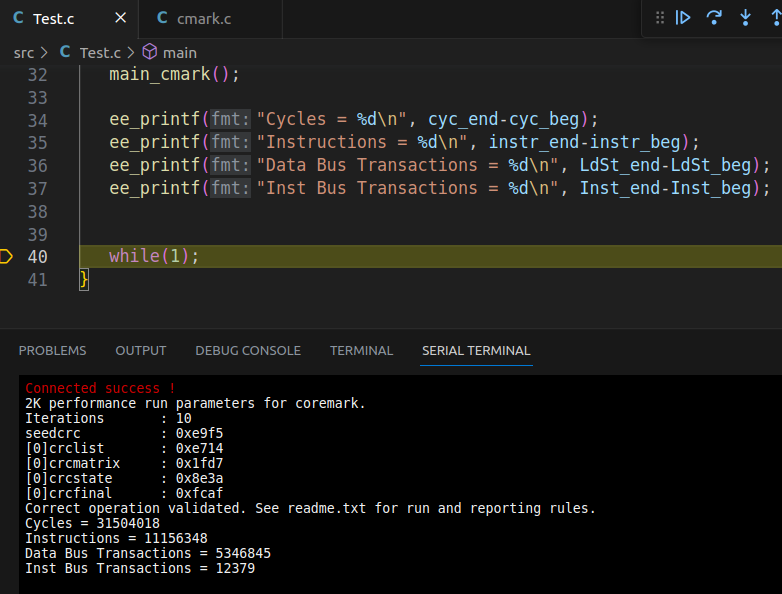 C Test.c × C cmark.c
src > C Test.c > main
32 main_cmark();
33
34 ee_printf(fmt: "Cycles = %d\n", cyc_end-cyc_beg);
35 ee_printf(fmt: "Instructions = %d\n", instr_end-instr_beg);
36 ee_printf(fmt: "Data Bus Transactions = %d\n", LdSt_end-LdSt_beg);
37 ee_printf(fmt: "Inst Bus Transactions = %d\n", Inst_end-Inst_beg);
38
39
40 while(1);
41 }
PROBLEMS OUTPUT DEBUG CONSOLE TERMINAL SERIAL TERMINAL
Connected success !
2K performance run parameters for coremark.
Iterations : 10
seedcrc : 0xe9f5
[0]crclist : 0xe714
[0]crcmatrix : 0x1fd7
[0]crcstate : 0x8e3a
[0]crcfinal : 0xfcaf
Correct operation validated. See readme.txt for run and reporting rules.
Cycles = 31504018
Instructions = 11156348
Data Bus Transactions = 5346845
Inst Bus Transactions = 12379